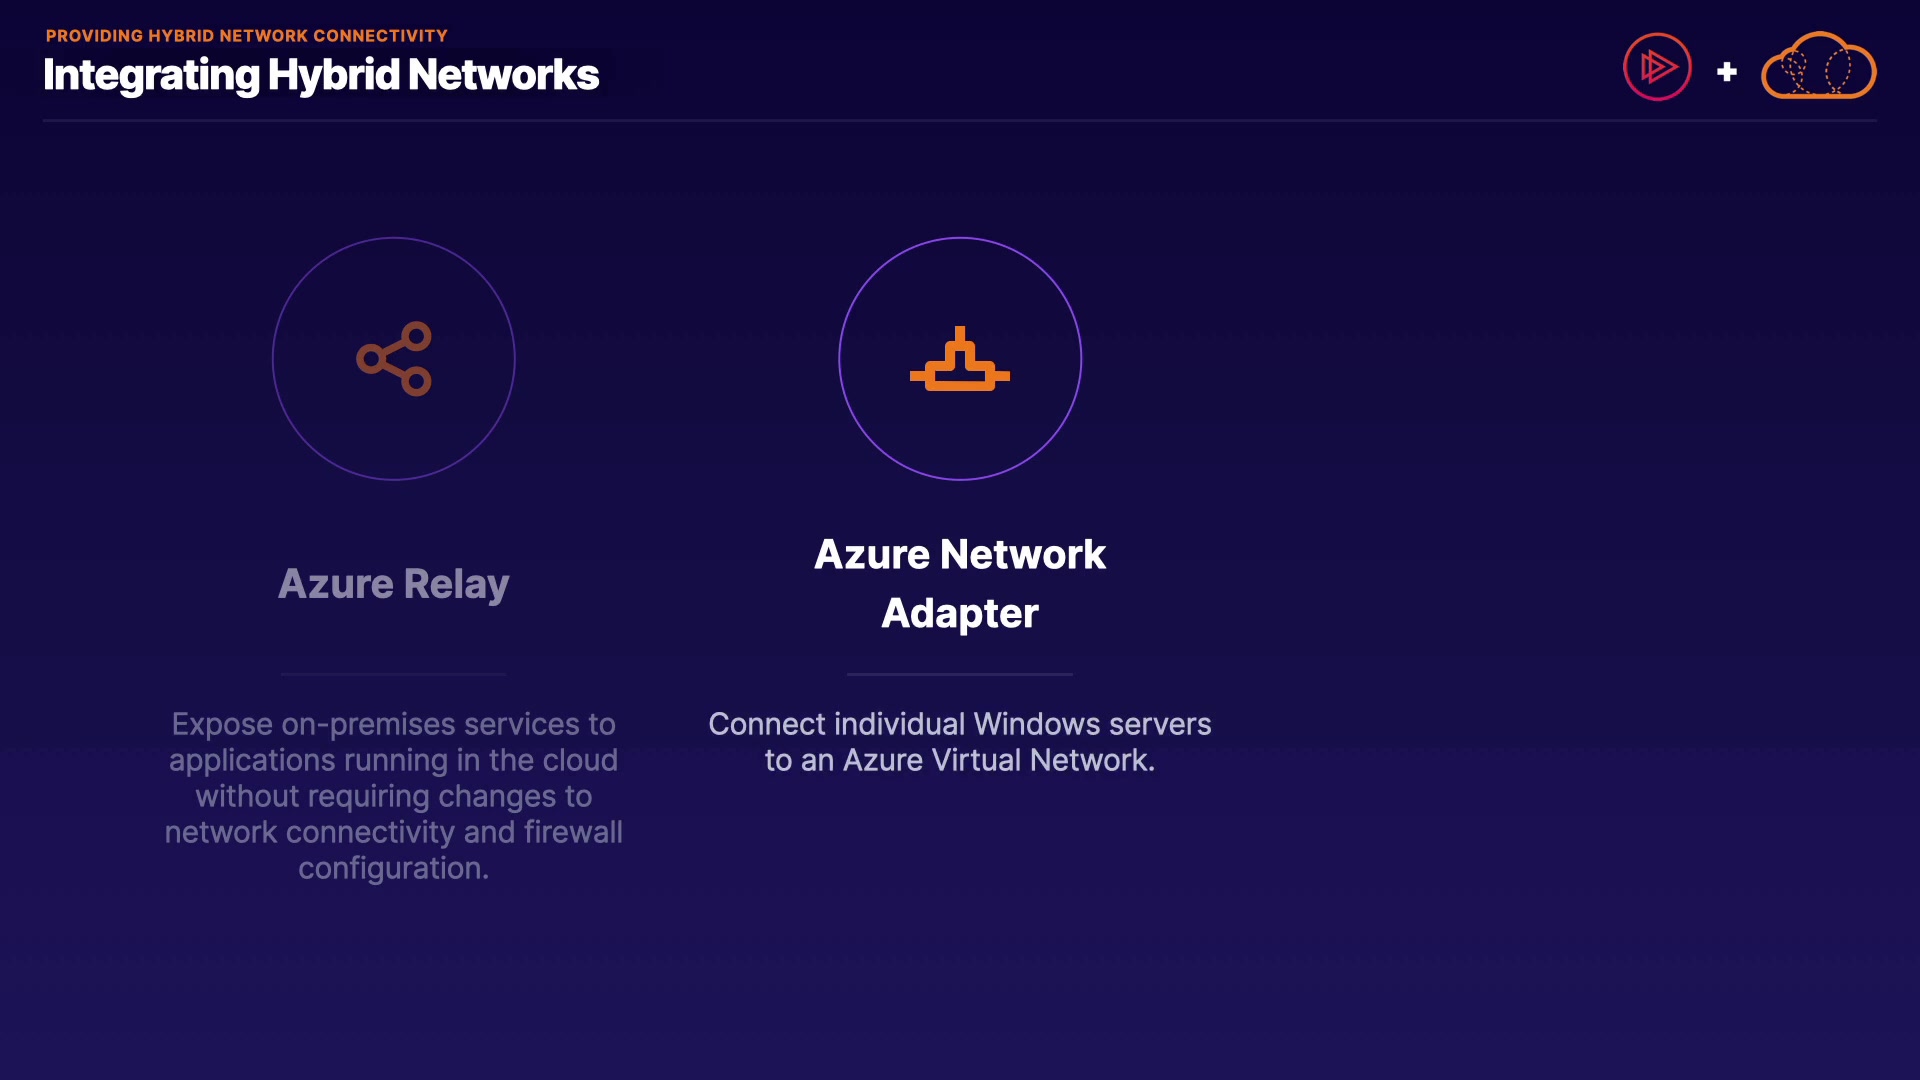 PROVIDING HYBRID NETWORK CONNECTIVITY
Integrating Hybrid Networks
+
Azure Relay
Expose on-premises services to
applications running in the cloud
without requiring changes to
network connectivity and firewall
configuration.
Azure Network
Adapter
Connect individual Windows servers
to an Azure Virtual Network.